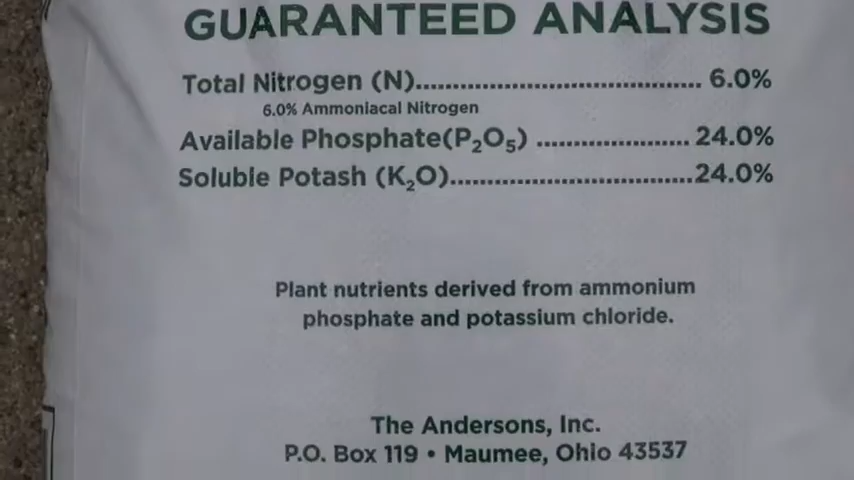 GUARANTEED ANALYSIS
Total Nitrogen (N)........................................ 6.0%
6.0% Ammoniacal Nitrogen
Available Phosphate(P₂O₅) ..................... 24.0%
Soluble Potash (K₂O)..................................24.0%
Plant nutrients derived from ammonium
phosphate and potassium chloride.
The Andersons, Inc.
P.O. Box 119 • Maumee, Ohio 43537